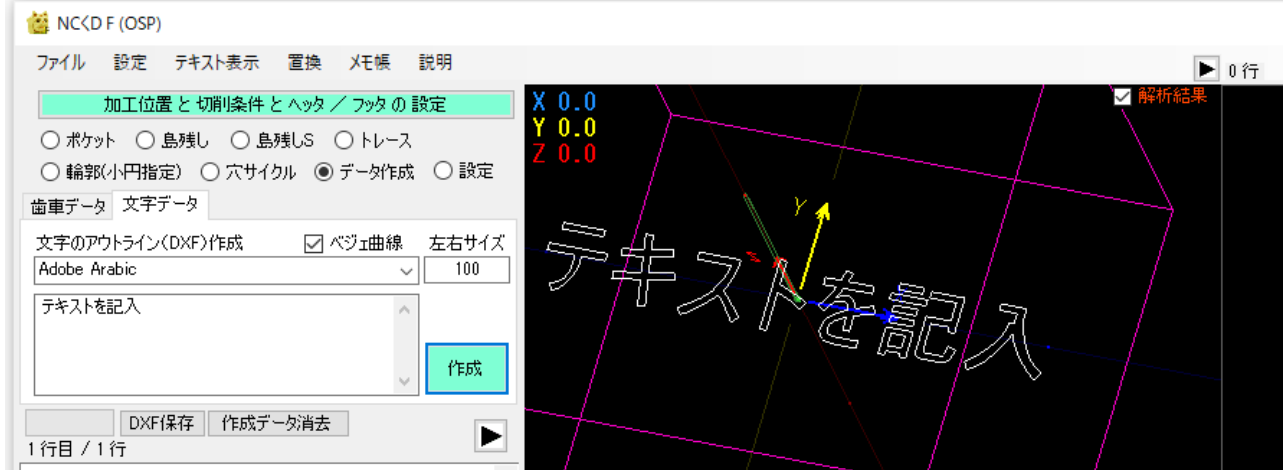 NC<D F (OSP)
ファイル 設定 テキスト表示 置換 メモ帳 説明
0 行
加工位置 と 切削条件 と ヘッタ / フッタ の 設定
ポケット 島残し 島残しS トレース
輪郭(小円指定) 穴サイクル データ作成 設定
歯車データ 文字データ
文字のアウトライン(DXF)作成 ベジェ曲線 左右サイズ
Adobe Arabic 100
テキストを記入
作成
DXF保存 作成データ消去
1 行目 / 1 行
X 0.0
Y 0.0
Z 0.0
解析結果
Y
テキストを記入